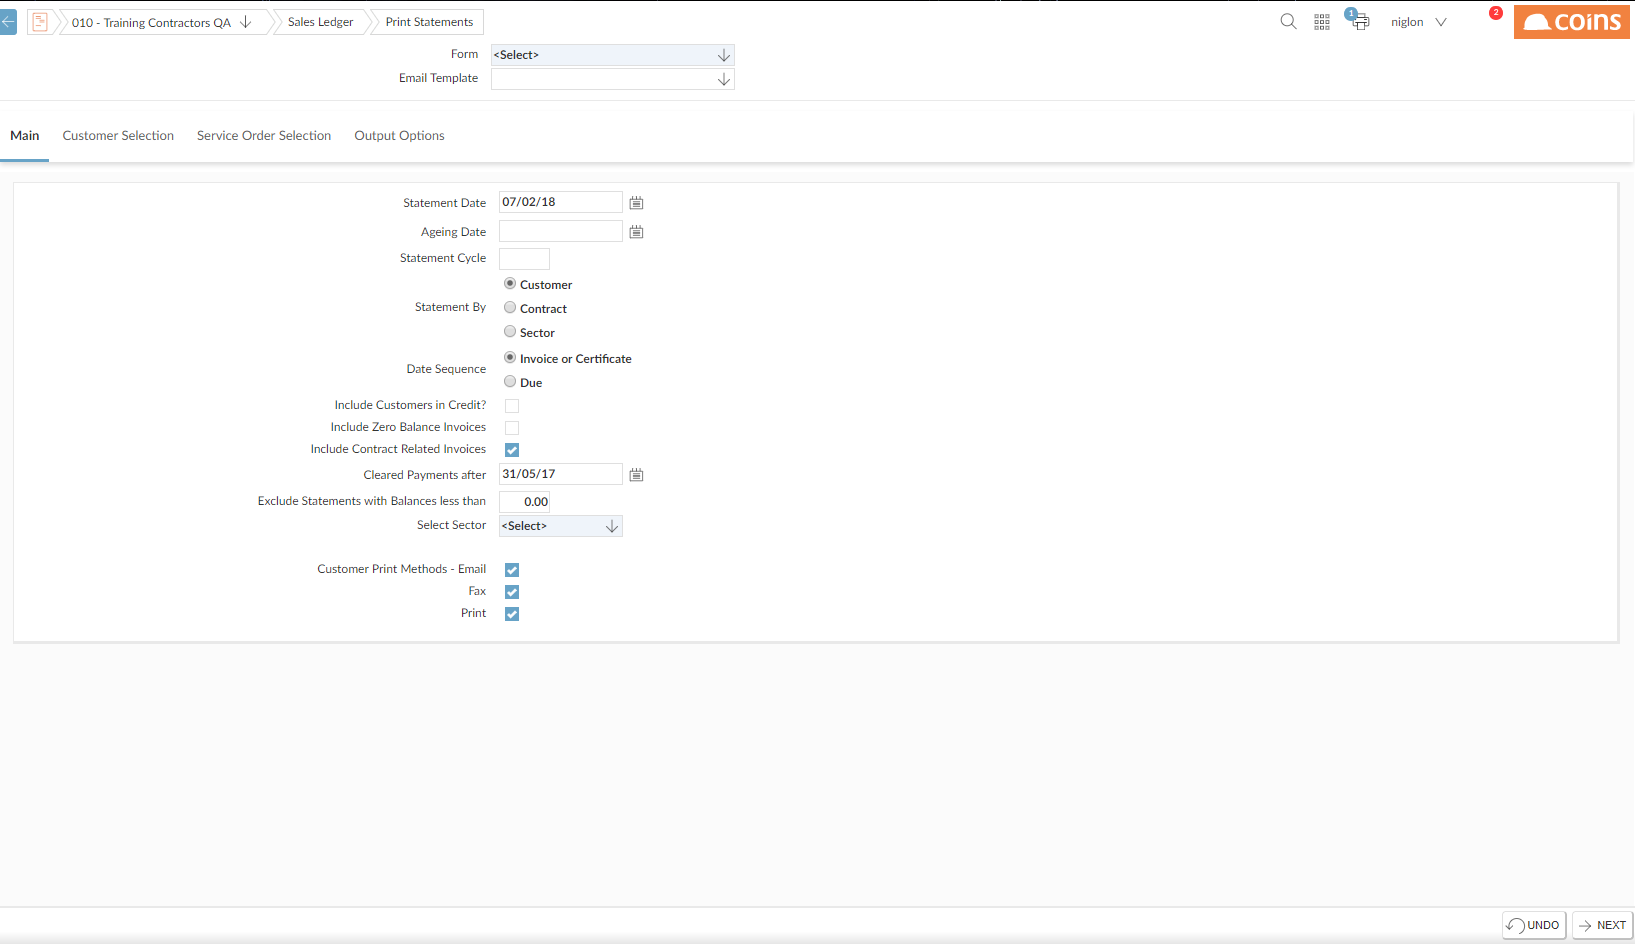 010 - Training Contractors QA
Sales Ledger
Print Statements
1
niglon
2
coins
Form
<Select>
Email Template
Main
Customer Selection
Service Order Selection
Output Options
Statement Date
07/02/18
Ageing Date
Statement Cycle
Statement By
Customer
Contract
Sector
Date Sequence
Invoice or Certificate
Due
Include Customers in Credit?
Include Zero Balance Invoices
Include Contract Related Invoices
Cleared Payments after
31/05/17
Exclude Statements with Balances less than
0.00
Select Sector
<Select>
Customer Print Methods - Email
Fax
Print
UNDO
NEXT